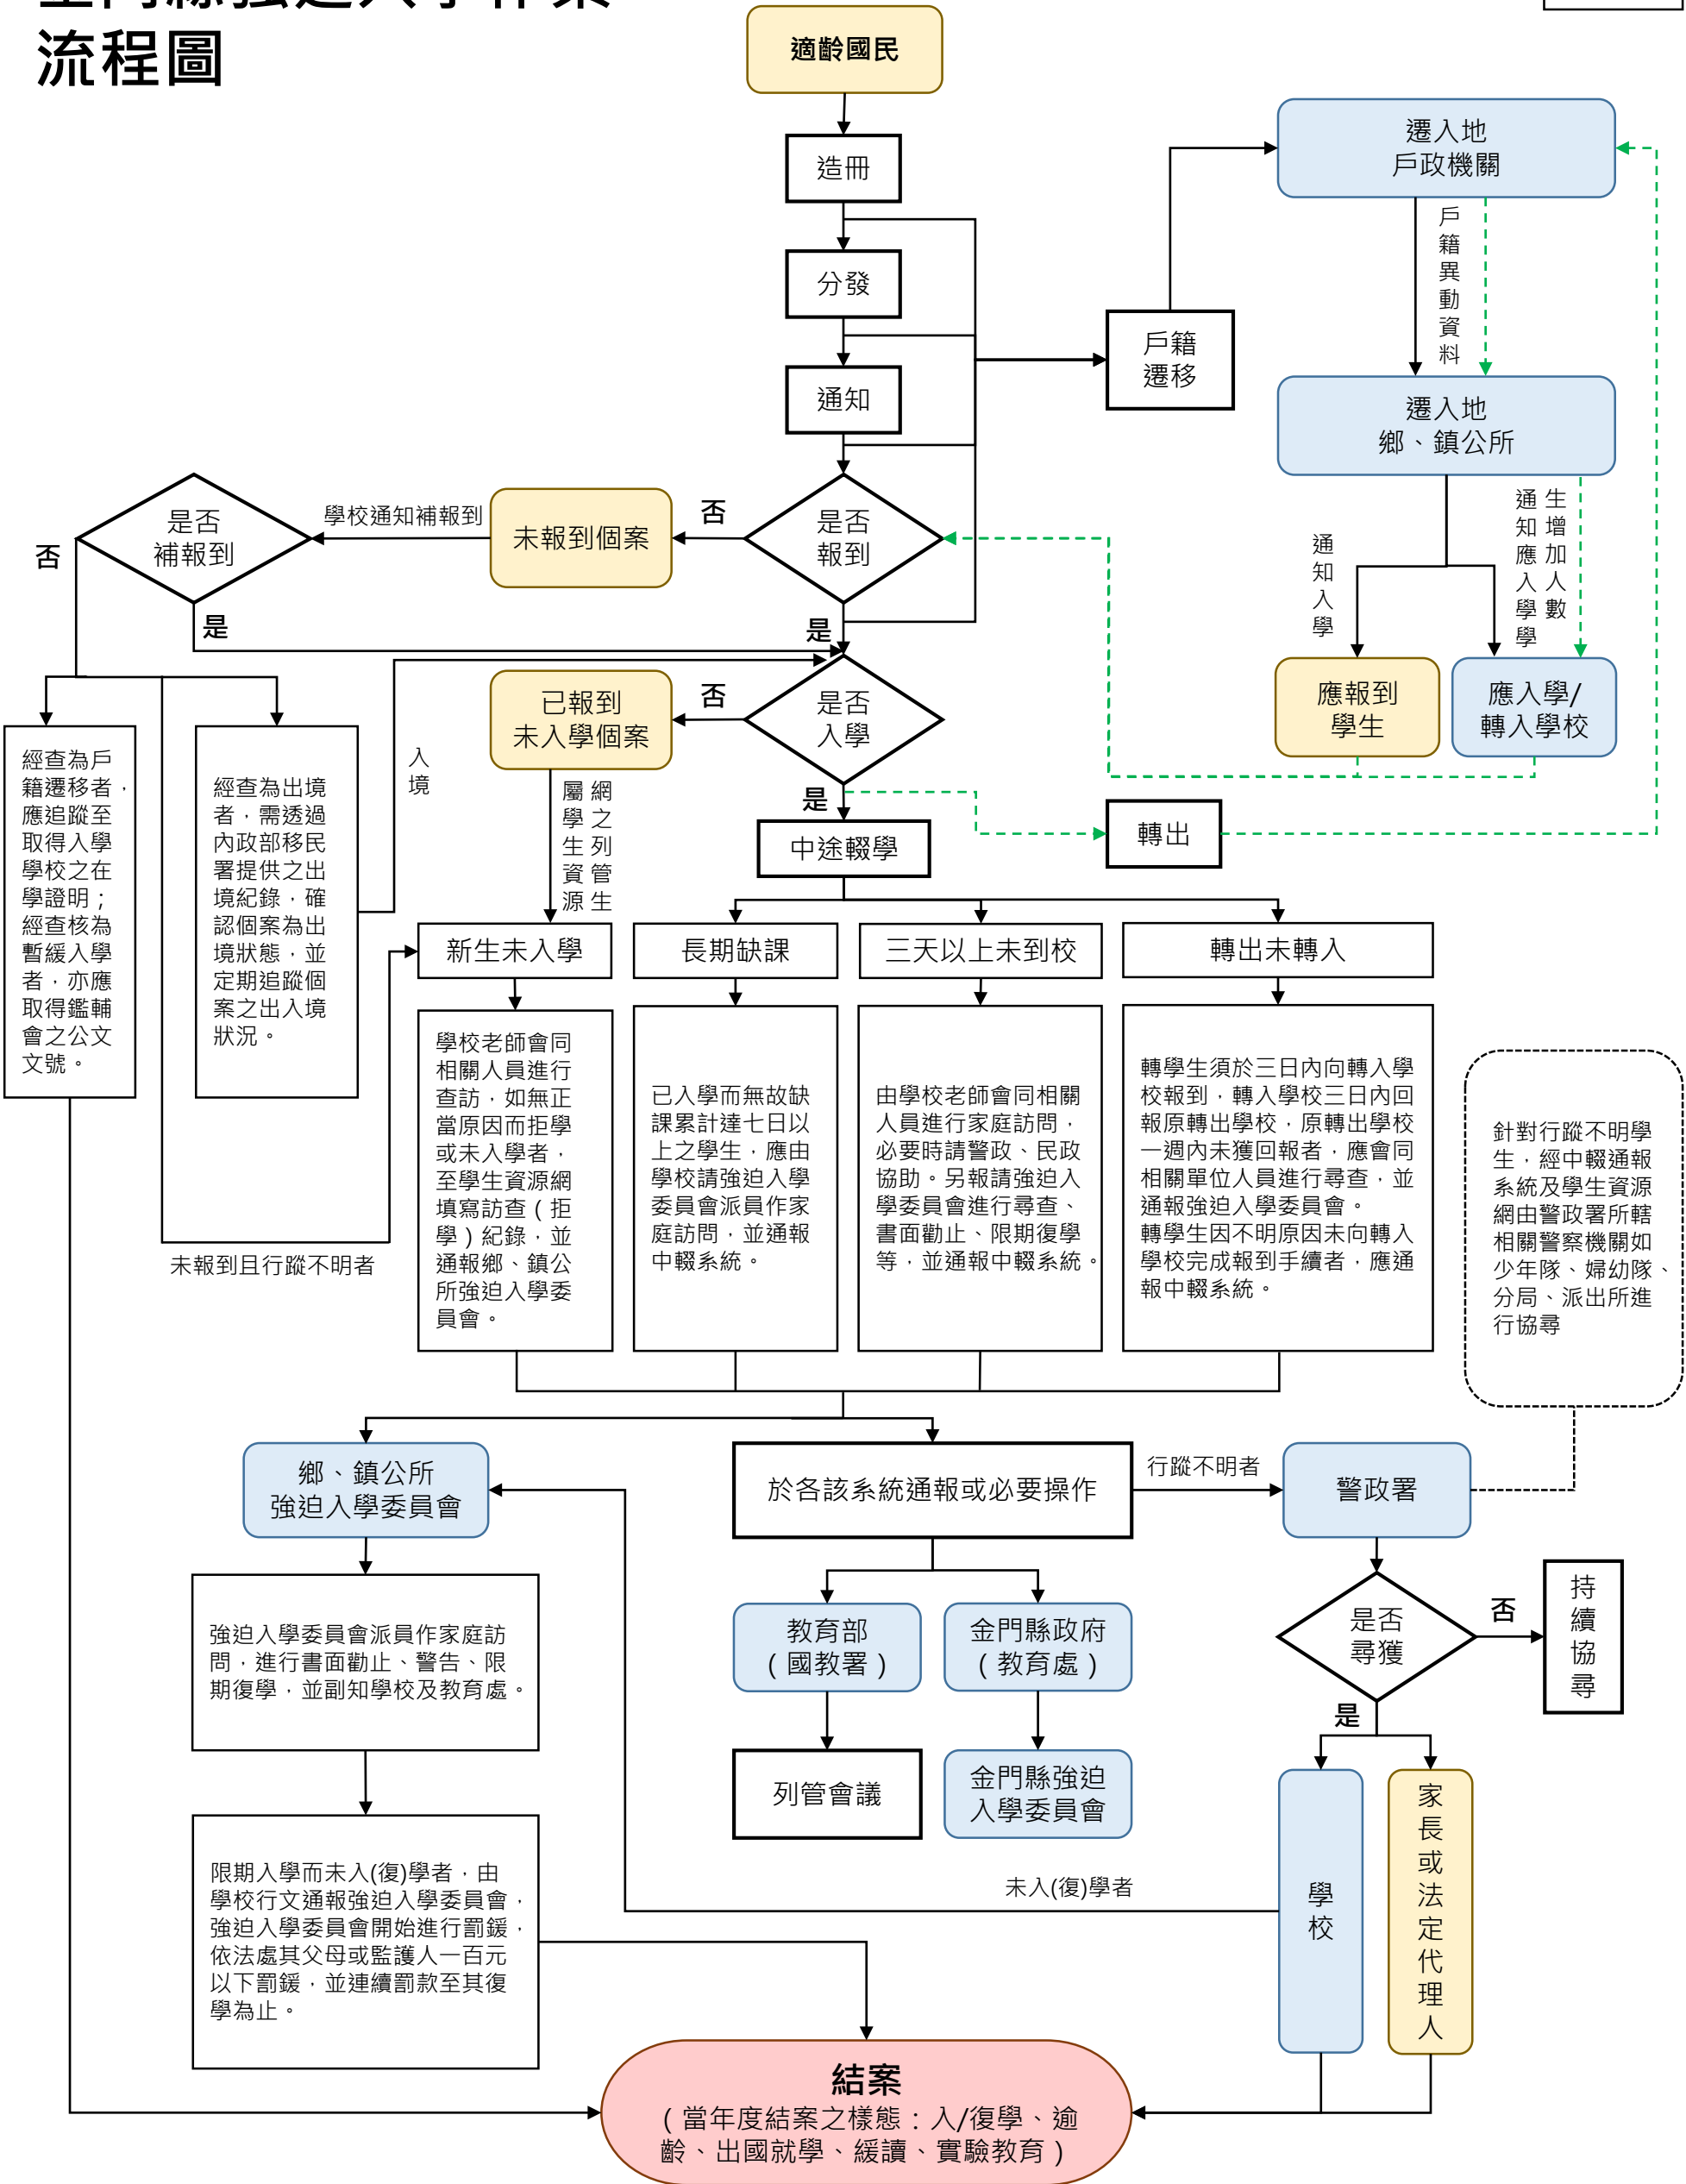 流程圖
適齡國民
造冊
分發
通知
戶籍
遷移
遷入地
戶政機關
戶籍異動資料
遷入地
鄉、鎮公所
通知入學
通知應入學學
生增加人數
應報到
學生
應入學/
轉入學校
是否
報到
否
未報到個案
學校通知補報到
是否
補報到
否
是
是
是否
入學
否
已報到
未入學個案
是
入境
屬學生資源
網之列管生
轉出
中途輟學
經查為戶
籍遷移者，
應追蹤至
取得入學
學校之在
學證明；
經查核為
暫緩入學
者，亦應
取得鑑輔
會之公文
文號。
經查為出境
者，需透過
內政部移民
署提供之出
境紀錄，確
認個案為出
境狀態，並
定期追蹤個
案之出入境
狀況。
未報到且行蹤不明者
新生未入學
長期缺課
三天以上未到校
轉出未轉入
學校老師會同
相關人員進行
查訪，如無正
當原因而拒學
或未入學者，
至學生資源網
填寫訪查（拒
學）紀錄，並
通報鄉、鎮公
所強迫入學委
員會。
已入學而無故缺
課累計達七日以
上之學生，應由
學校請強迫入學
委員會派員作家
庭訪問，並通報
中輟系統。
由學校老師會同相關
人員進行家庭訪問，
必要時請警政、民政
協助。另報請強迫入
學委員會進行尋查、
書面勸止、限期復學
等，並通報中輟系統。
轉學生須於三日內向轉入學
校報到，轉入學校三日內回
報原轉出學校，原轉出學校
一週內未獲回報者，應會同
相關單位人員進行尋查，並
通報強迫入學委員會。
轉學生因不明原因未向轉入
學校完成報到手續者，應通
報中輟系統。
針對行蹤不明學
生，經中輟通報
系統及學生資源
網由警政署所轄
相關警察機關如
少年隊、婦幼隊、
分局、派出所進
行協尋
鄉、鎮公所
強迫入學委員會
於各該系統通報或必要操作
行蹤不明者
警政署
強迫入學委員會派員作家庭訪
問，進行書面勸止、警告、限
期復學，並副知學校及教育處。
教育部
（國教署）
金門縣政府
（教育處）
是否
尋獲
否
持續協尋
是
列管會議
金門縣強迫
入學委員會
限期入學而未入(復)學者，由
學校行文通報強迫入學委員會，
強迫入學委員會開始進行罰鍰，
依法處其父母或監護人一百元
以下罰鍰，並連續罰款至其復
學為止。
未入(復)學者
學校
家長或法定代理人
結案
（當年度結案之樣態：入/復學、逾
齡、出國就學、緩讀、實驗教育）